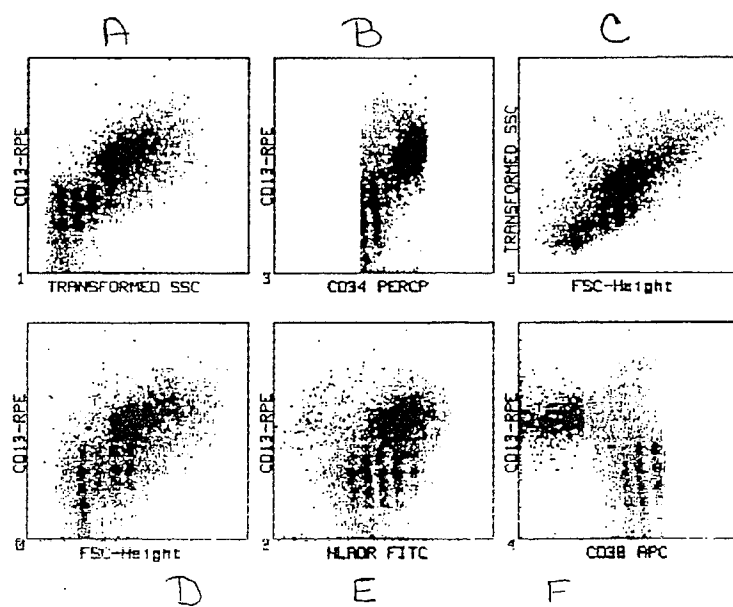 A B C
CD13-RPE CD13-RPE TRANSFORMED SSC
1 3 5
TRANSFORMED SSC CD34 PERCP FSC-Height
CD13-RPE CD13-RPE CD13-RPE
0 2 4
FSC-Height HLADR FITC CD38 APC
D E F